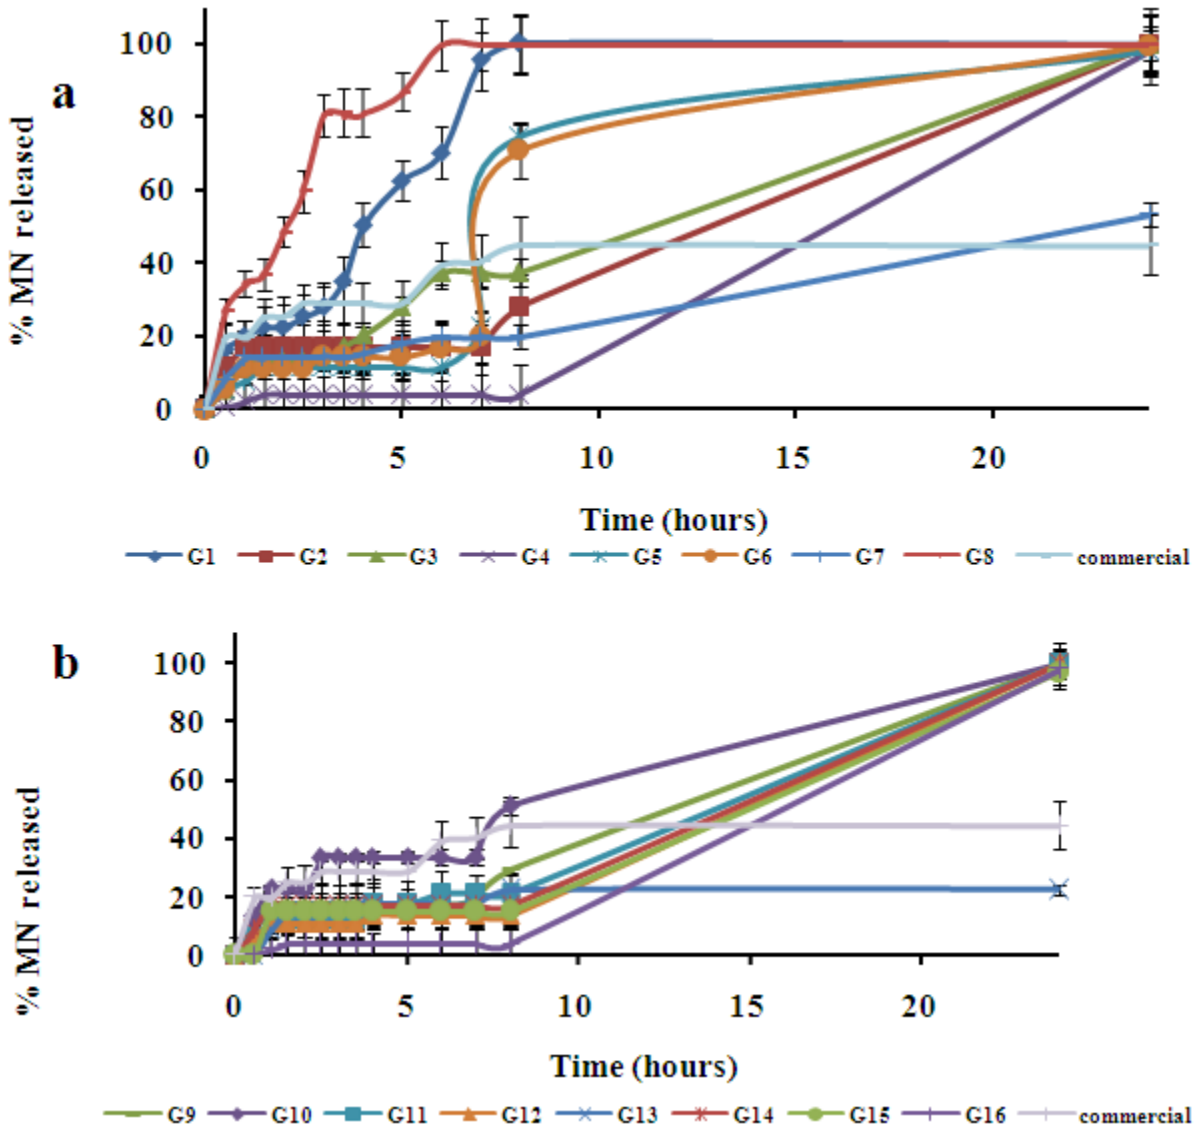 a
% MN released
100
80
60
40
20
0
0 5 10 15 20
Time (hours)
G1 G2 G3 G4 G5 G6 G7 G8 commercial
b
% MN released
100
80
60
40
20
0
0 5 10 15 20
Time (hours)
G9 G10 G11 G12 G13 G14 G15 G16 commercial